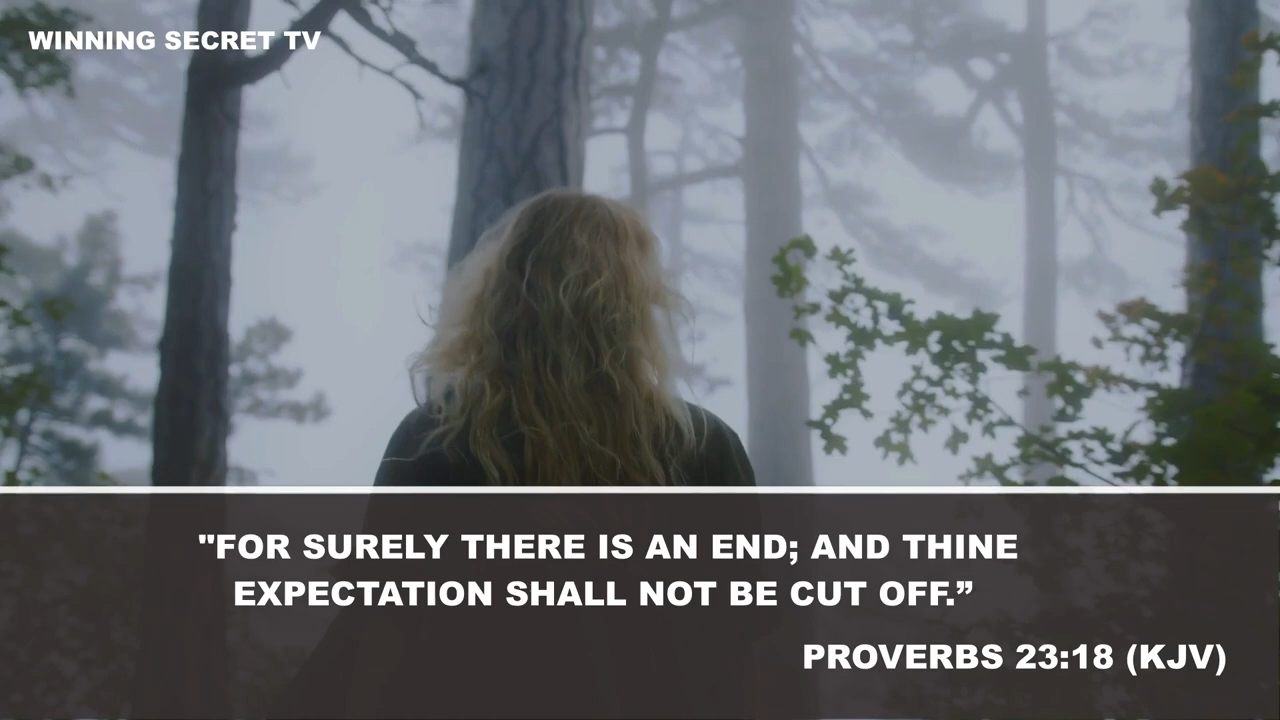 WINNING SECRET TV
"FOR SURELY THERE IS AN END; AND THINE
EXPECTATION SHALL NOT BE CUT OFF.”
PROVERBS 23:18 (KJV)